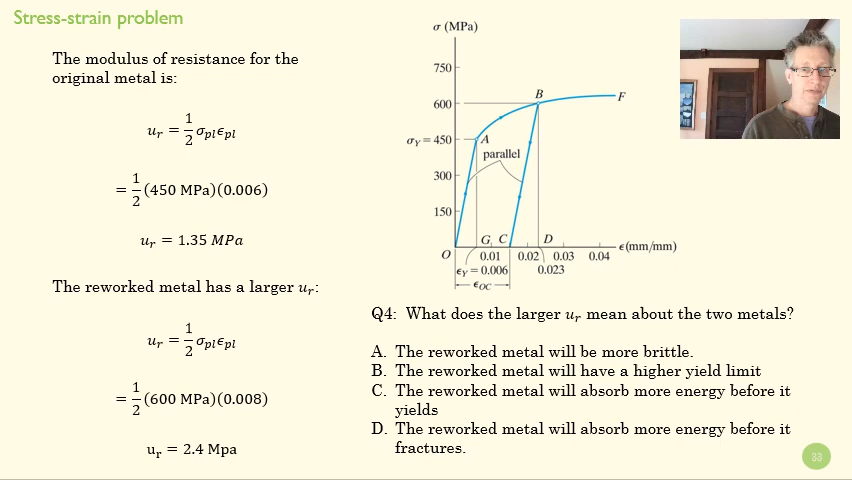 Stress-strain problem
The modulus of resistance for the
original metal is:
u_r = 1/2 σ_pl ϵ_pl
= 1/2 (450 MPa)(0.006)
u_r = 1.35 MPa
The reworked metal has a larger u_r:
u_r = 1/2 σ_pl ϵ_pl
= 1/2 (600 MPa)(0.008)
u_r = 2.4 Mpa
σ (MPa)
750
600
σ_Y = 450
300
150
A
B
F
parallel
G C D
O
0.01 0.02 0.03 0.04
ϵ(mm/mm)
ϵ_Y = 0.006 0.023
ϵ_OC
Q4: What does the larger u_r mean about the two metals?
A. The reworked metal will be more brittle.
B. The reworked metal will have a higher yield limit
C. The reworked metal will absorb more energy before it
yields
D. The reworked metal will absorb more energy before it
fractures.
33